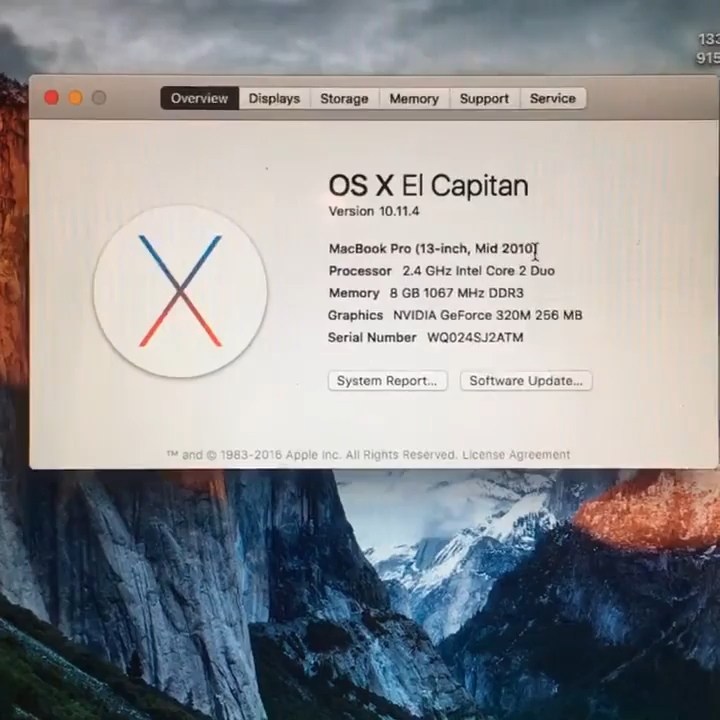 133
915
Overview Displays Storage Memory Support Service
OS X El Capitan
Version 10.11.4
MacBook Pro (13-inch, Mid 2010)
Processor 2.4 GHz Intel Core 2 Duo
Memory 8 GB 1067 MHz DDR3
Graphics NVIDIA GeForce 320M 256 MB
Serial Number WQ024SJ2ATM
System Report... Software Update...
™ and © 1983-2016 Apple Inc. All Rights Reserved. License Agreement